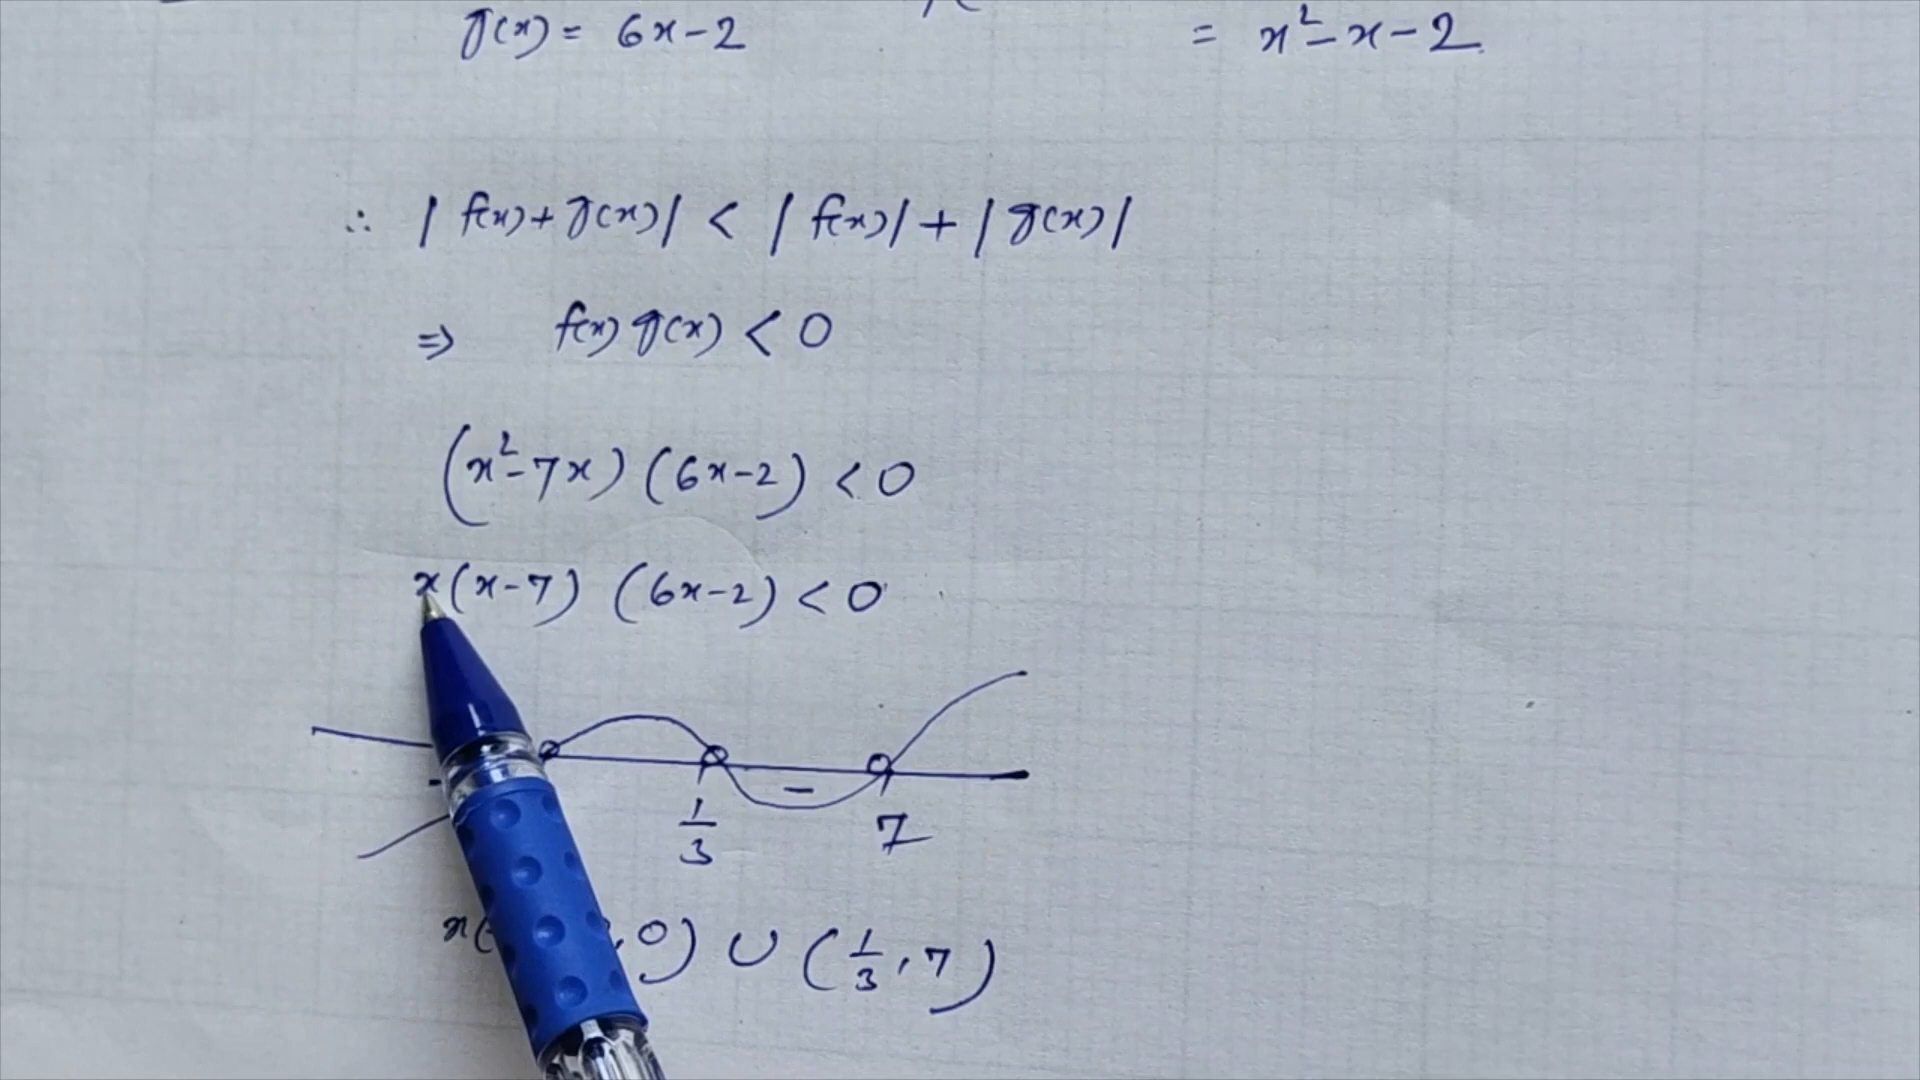 g(x) = 6x-2
= x²-x-2
∴ |f(x)+g(x)| < |f(x)| + |g(x)|
⇒ f(x) g(x) < 0
(x²-7x) (6x-2) < 0
x(x-7) (6x-2) < 0
- -
1/3 7
x( ,0) ∪ (1/3, 7)